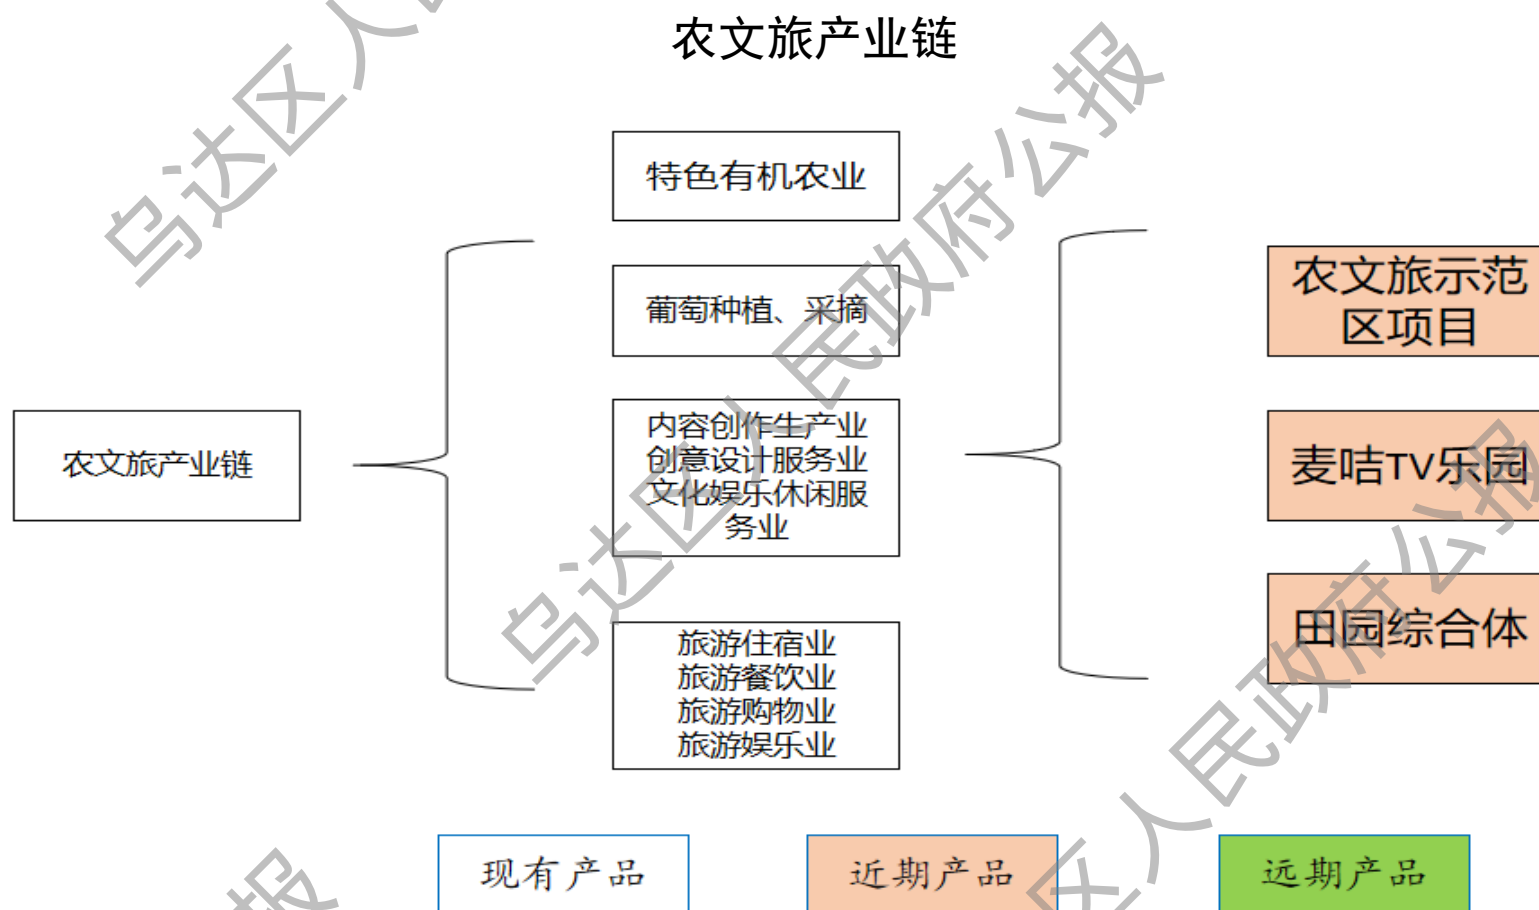 农文旅产业链
特色有机农业
葡萄种植、采摘
农文旅产业链
内容创作生产业
创意设计服务业
文化娱乐休闲服
务业
旅游住宿业
旅游餐饮业
旅游购物业
旅游娱乐业
农文旅示范
区项目
麦咭TV乐园
田园综合体
现有产品
近期产品
远期产品
乌达区人民
乌达区人民政府公报
区人民政府公报
报